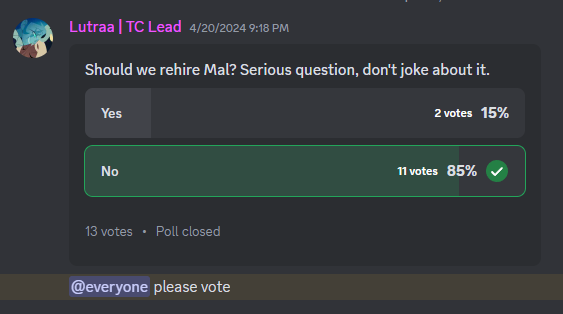 Lutraa | TC Lead 4/20/2024 9:18 PM
Should we rehire Mal? Serious question, don't joke about it.
Yes 2 votes 15%
No 11 votes 85%
13 votes • Poll closed
@everyone please vote